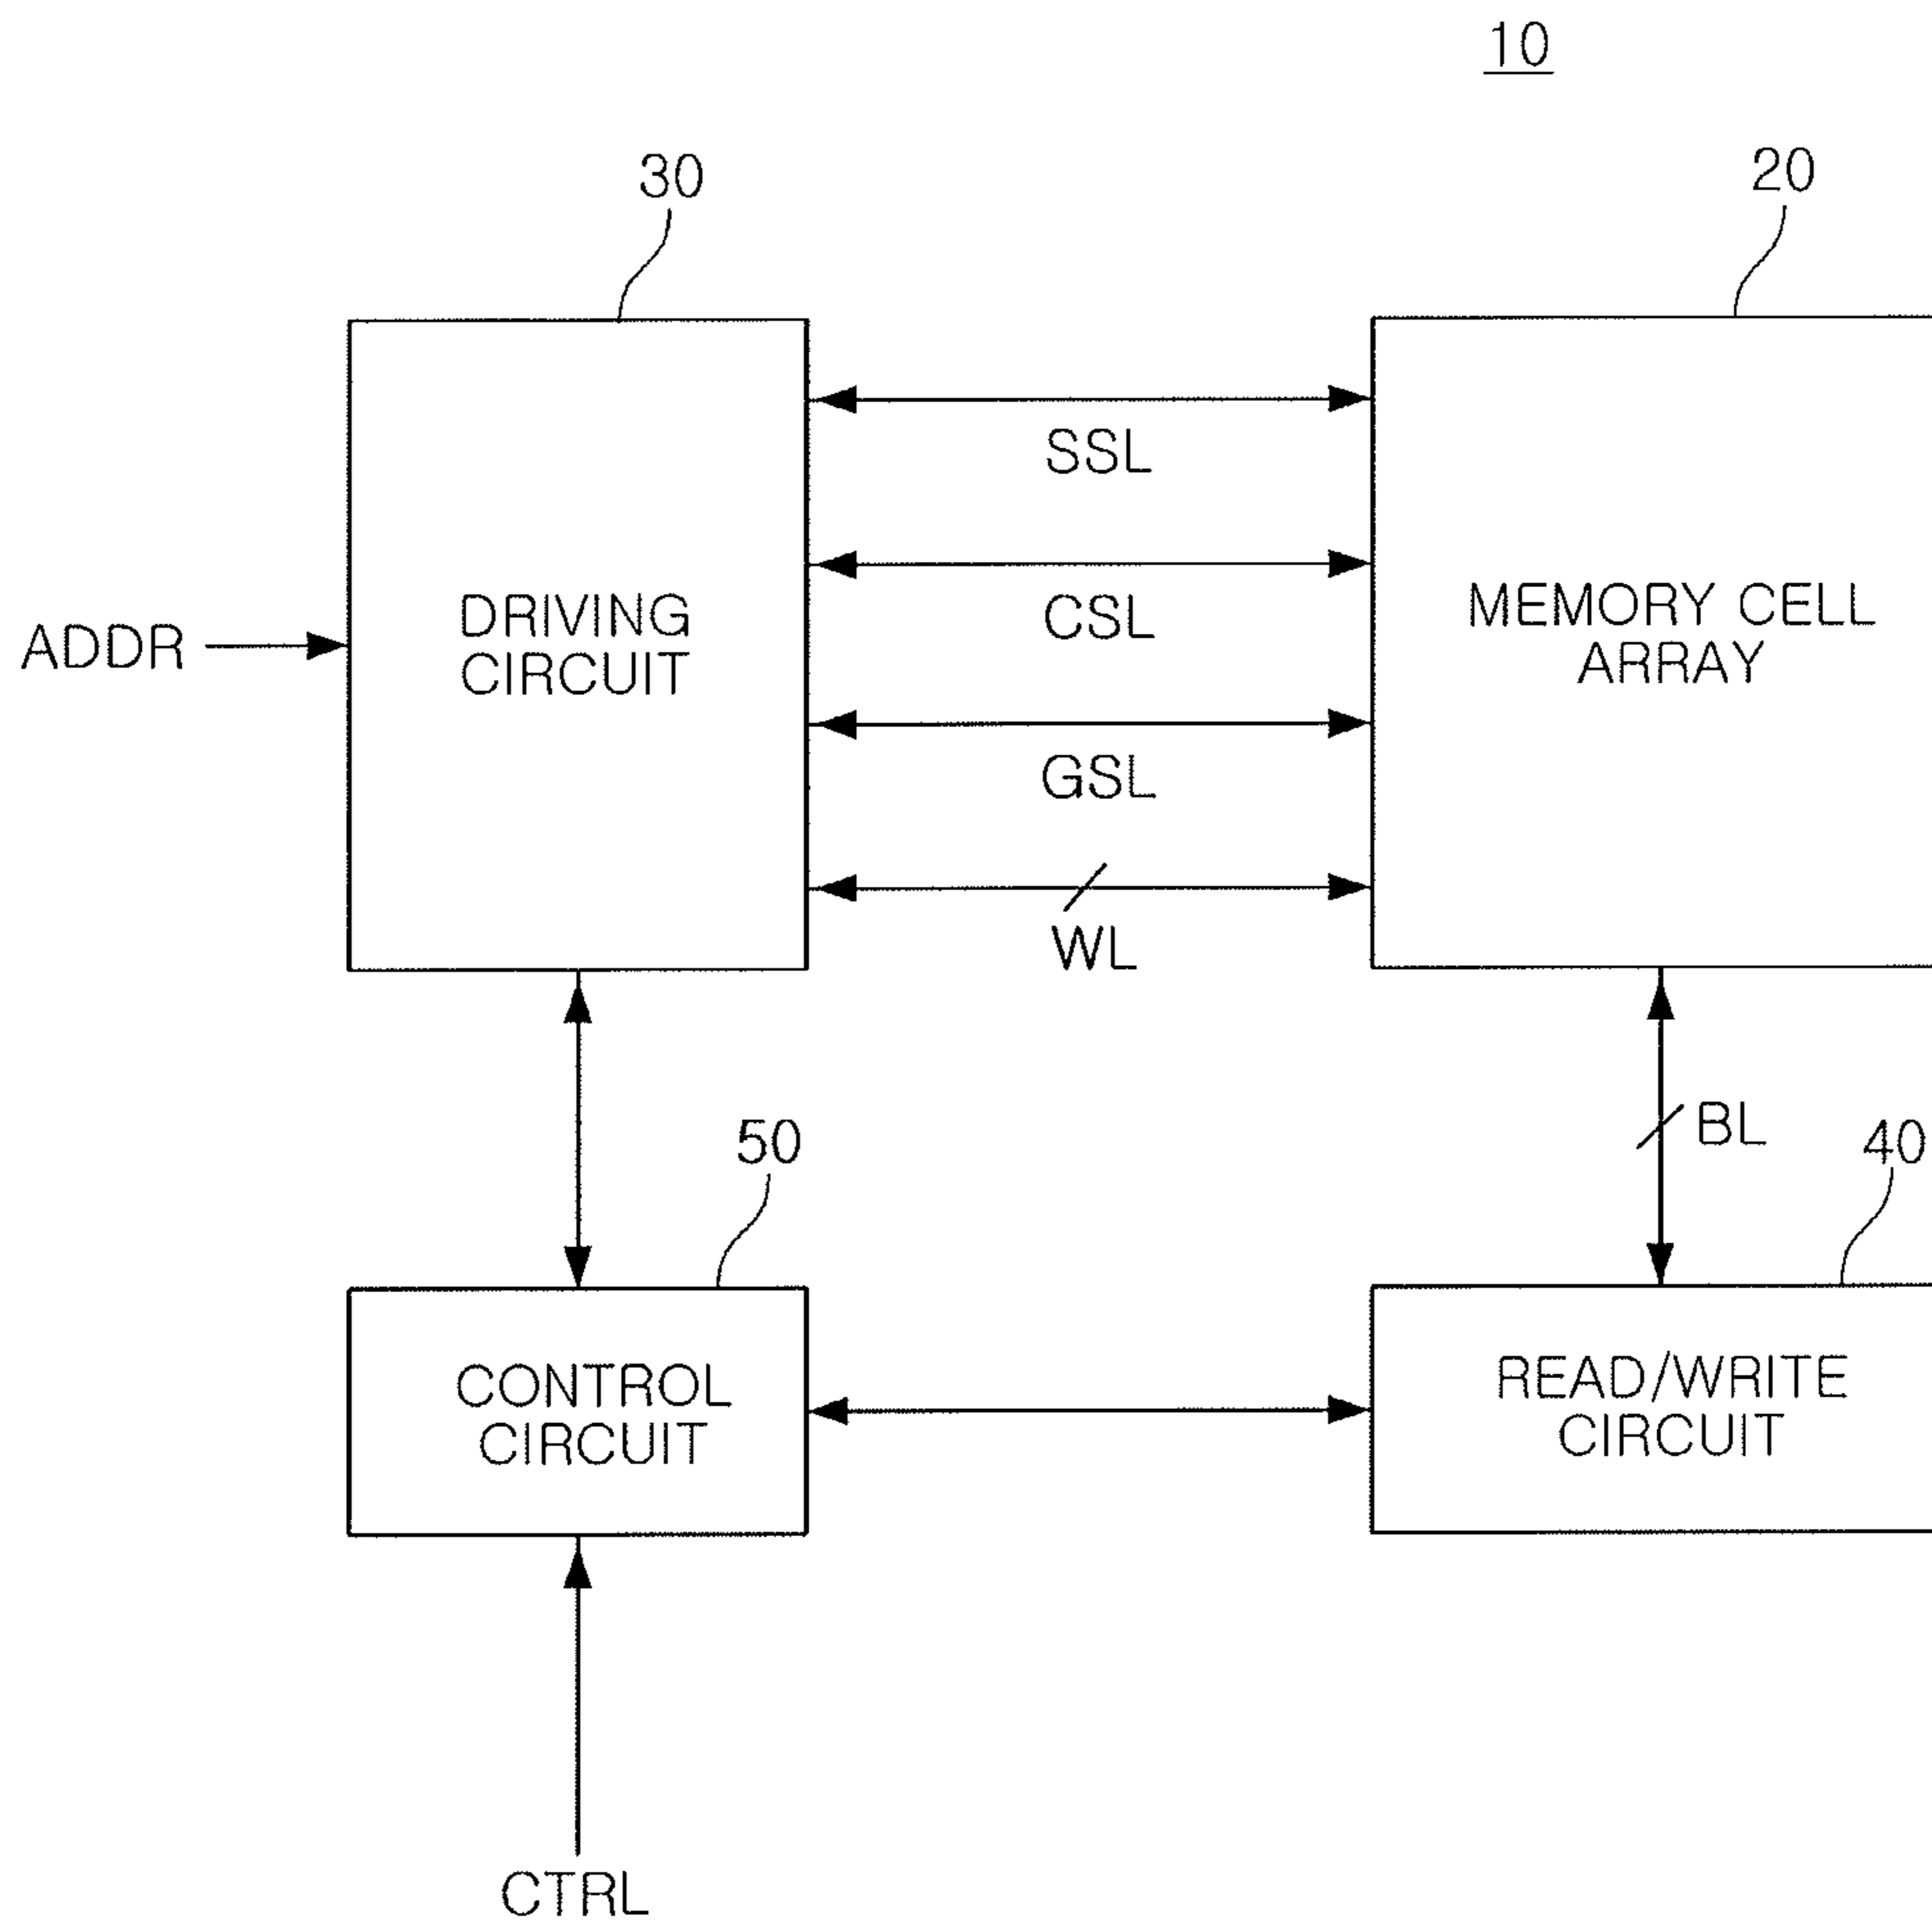 10
30
20
SSL
CSL
GSL
WL
ADDR
DRIVING
CIRCUIT
MEMORY CELL
ARRAY
BL
50
40
CONTROL
CIRCUIT
READ/WRITE
CIRCUIT
CTRL